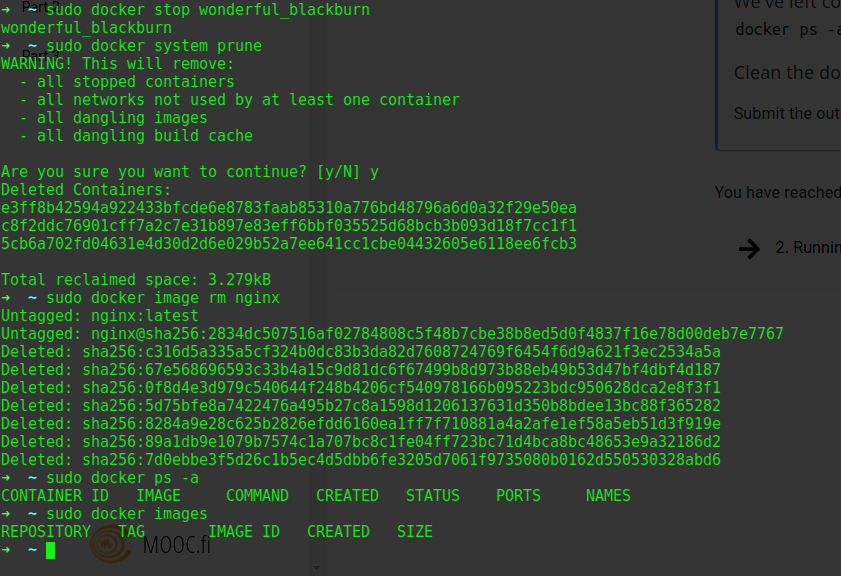 ➜ ~ sudo docker stop wonderful_blackburn
wonderful_blackburn
➜ ~ sudo docker system prune
WARNING! This will remove:
- all stopped containers
- all networks not used by at least one container
- all dangling images
- all dangling build cache
Are you sure you want to continue? [y/N] y
Deleted Containers:
e3ff8b42594a922433bfcde6e8783faab85310a776bd48796a6d0a32f29e50ea
c8f2ddc76901cff7a2c7e31b897e83eff6bbf035525d68bcb3b093d18f7cc1f1
5cb6a702fd04631e4d30d2d6e029b52a7ee641cc1cbe04432605e6118ee6fcb3
Total reclaimed space: 3.279kB
➜ ~ sudo docker image rm nginx
Untagged: nginx:latest
Untagged: nginx@sha256:2834dc507516af02784808c5f48b7cbe38b8ed5d0f4837f16e78d00deb7e7767
Deleted: sha256:c316d5a335a5cf324b0dc83b3da82d7608724769f6454f6d9a621f3ec2534a5a
Deleted: sha256:67e568696593c33b4a15c9d81dc6f67499b8d973b88eb49b53d47bf4dbf4d187
Deleted: sha256:0f8d4e3d979c540644f248b4206cf540978166b095223bdc950628dca2e8f3f1
Deleted: sha256:5d75bfe8a7422476a495b27c8a1598d1206137631d350b8bdee13bc88f365282
Deleted: sha256:8284a9e28c625b2826efdd6160ea1ff7f710881a4a2afe1ef58a5eb51d3f919e
Deleted: sha256:89a1db9e1079b7574c1a707bc8c1fe04ff723bc71d4bca8bc48653e9a32186d2
Deleted: sha256:7d0ebbe3f5d26c1b5ec4d5dbb6fe3205d7061f9735080b0162d550530328abd6
➜ ~ sudo docker ps -a
CONTAINER ID IMAGE COMMAND CREATED STATUS PORTS NAMES
➜ ~ sudo docker images
REPOSITORY TAG IMAGE ID CREATED SIZE
➜ ~
MOOC.fi
We've left co
docker ps -a
Clean the do
Submit the out
You have reached
➔ 2. Runnin